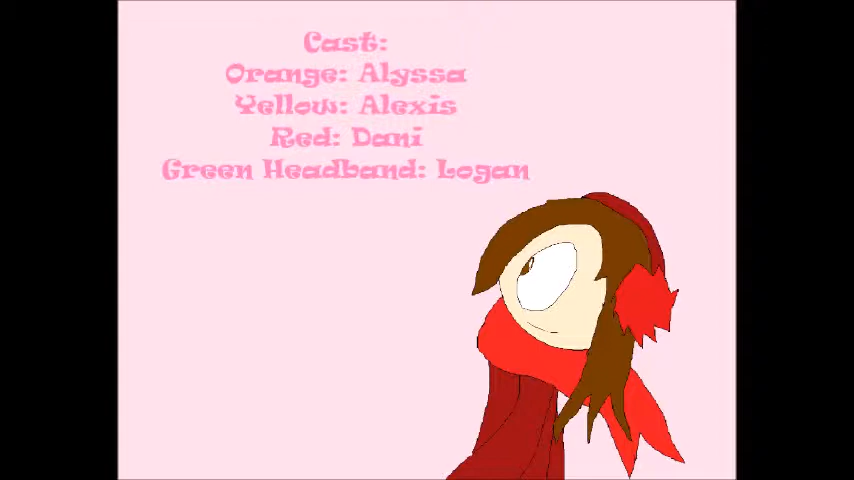 Cast:
Orange: Alyssa
Yellow: Alexis
Red: Dani
Green Headband: Logan